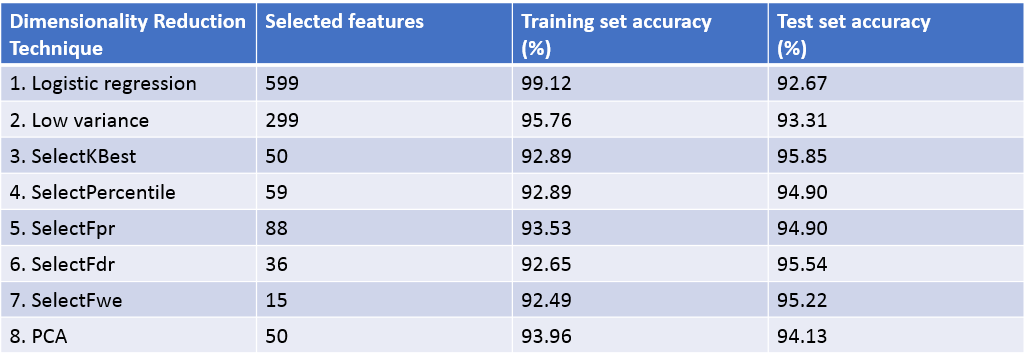 Dimensionality Reduction Technique Selected features Training set accuracy (%) Test set accuracy (%)
1. Logistic regression 599 99.12 92.67
2. Low variance 299 95.76 93.31
3. SelectKBest 50 92.89 95.85
4. SelectPercentile 59 92.89 94.90
5. SelectFpr 88 93.53 94.90
6. SelectFdr 36 92.65 95.54
7. SelectFwe 15 92.49 95.22
8. PCA 50 93.96 94.13